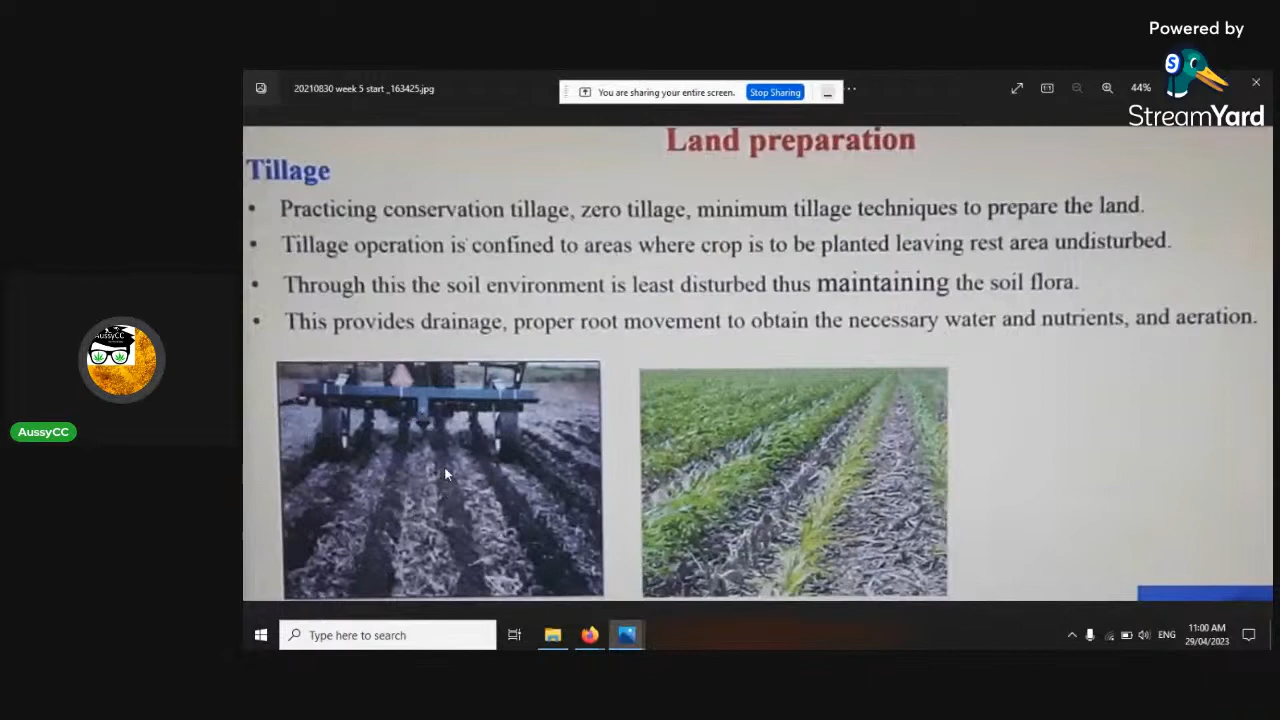 Powered by
StreamYard
20210830 week 5 start _163425.jpg
You are sharing your entire screen.
Stop Sharing
44%
Land preparation
Tillage
• Practicing conservation tillage, zero tillage, minimum tillage techniques to prepare the land.
• Tillage operation is confined to areas where crop is to be planted leaving rest area undisturbed.
• Through this the soil environment is least disturbed thus maintaining the soil flora.
• This provides drainage, proper root movement to obtain the necessary water and nutrients, and aeration.
AussyCC
AussyCC
Type here to search
ENG
11:00 AM
29/04/2023